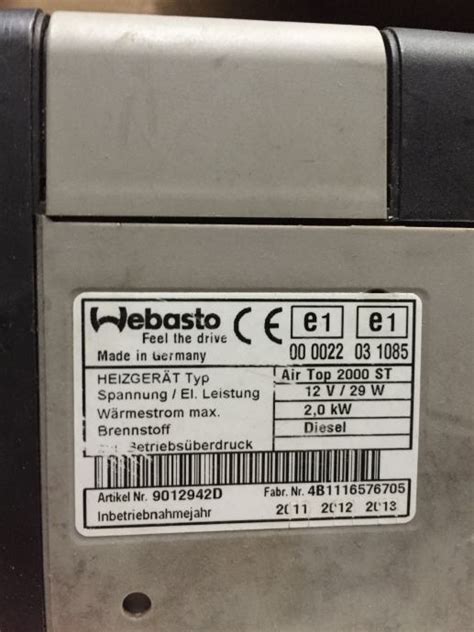 Webasto CE e1 e1
Feel the drive
Made in Germany 00 0022 03 1085
HEIZGERÄT Typ Air Top 2000 ST
Spannung / El. Leistung 12 V / 29 W
Wärmestrom max. 2,0 kW
Brennstoff Diesel
Betriebsüberdruck
Artikel Nr. 9012942D Fabr. Nr. 4B1116576705
Inbetriebnahmejahr 2011 2012 2013